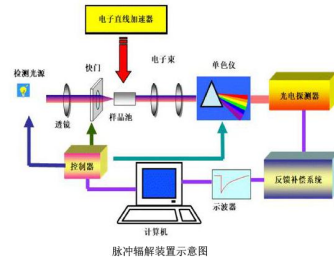 电子直线加速器
检测光源
快门
电子束
单色仪
透镜
样品池
光电探测器
控制器
计算机
示波器
反馈补偿系统
脉冲辐解装置示意图